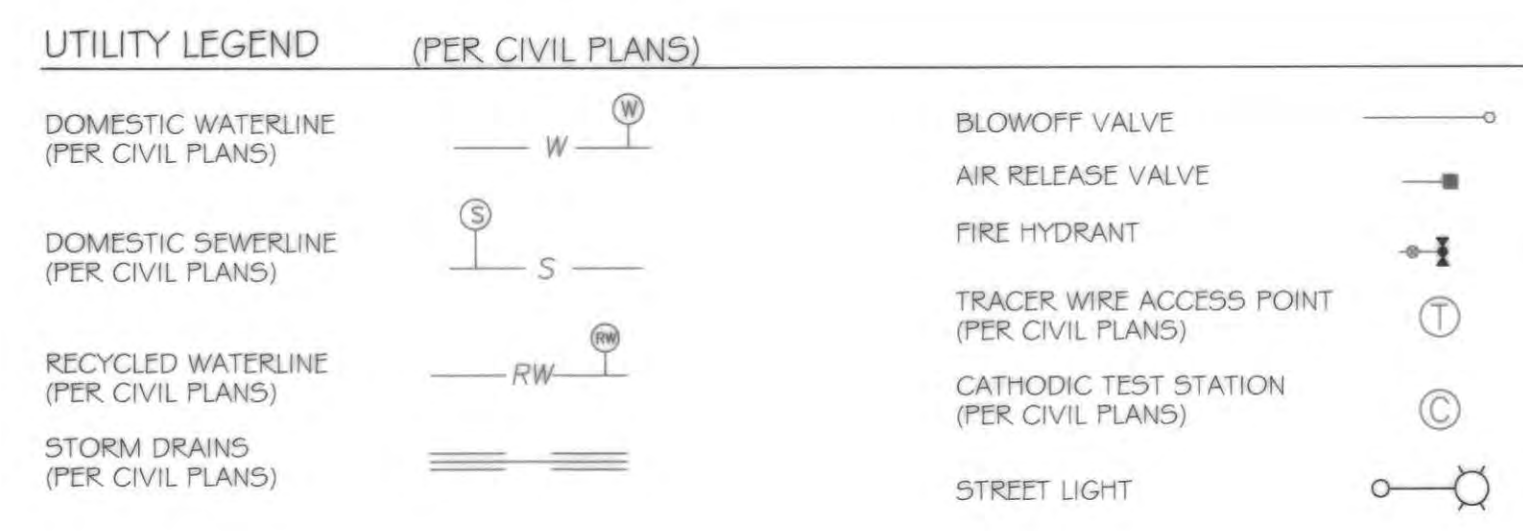 UTILITY LEGEND (PER CIVIL PLANS)
DOMESTIC WATERLINE
(PER CIVIL PLANS)
W
W
DOMESTIC SEWERLINE
(PER CIVIL PLANS)
S
S
RECYCLED WATERLINE
(PER CIVIL PLANS)
RW
RW
STORM DRAINS
(PER CIVIL PLANS)
BLOWOFF VALVE
AIR RELEASE VALVE
FIRE HYDRANT
TRACER WIRE ACCESS POINT
(PER CIVIL PLANS)
T
CATHODIC TEST STATION
(PER CIVIL PLANS)
C
STREET LIGHT